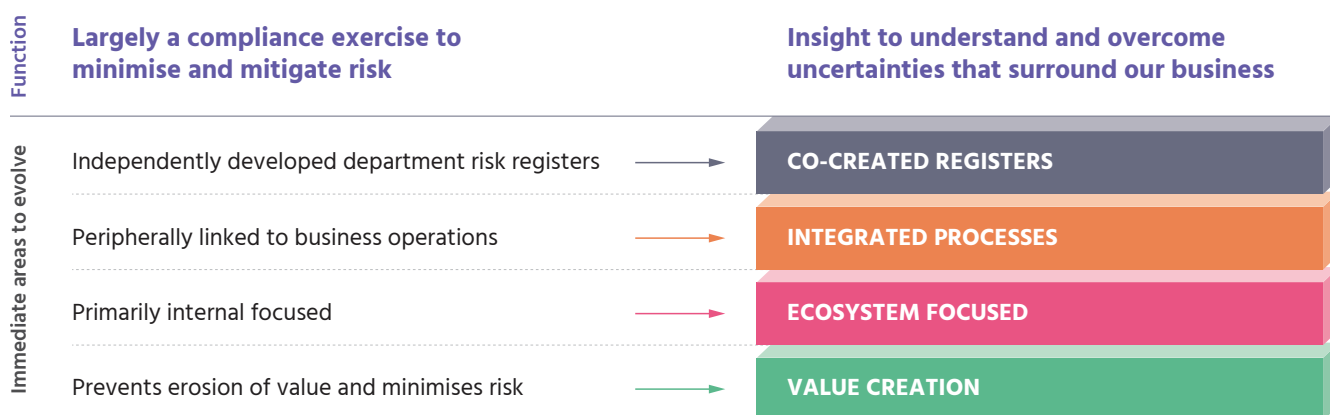 Function
Largely a compliance exercise to
minimise and mitigate risk
Insight to understand and overcome
uncertainties that surround our business
Immediate areas to evolve
Independently developed department risk registers
CO-CREATED REGISTERS
Peripherally linked to business operations
INTEGRATED PROCESSES
Primarily internal focused
ECOSYSTEM FOCUSED
Prevents erosion of value and minimises risk
VALUE CREATION